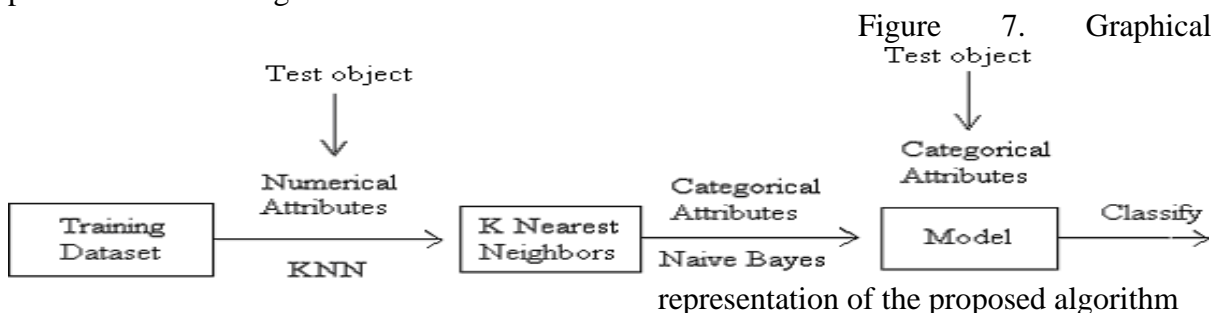 Figure 7. Graphical
Test object
Test object
Numerical
Attributes
Categorical
Attributes
Categorical
Attributes
Training
Dataset
KNN
K Nearest
Neighbors
Naive Bayes
Model
Classify
representation of the proposed algorithm